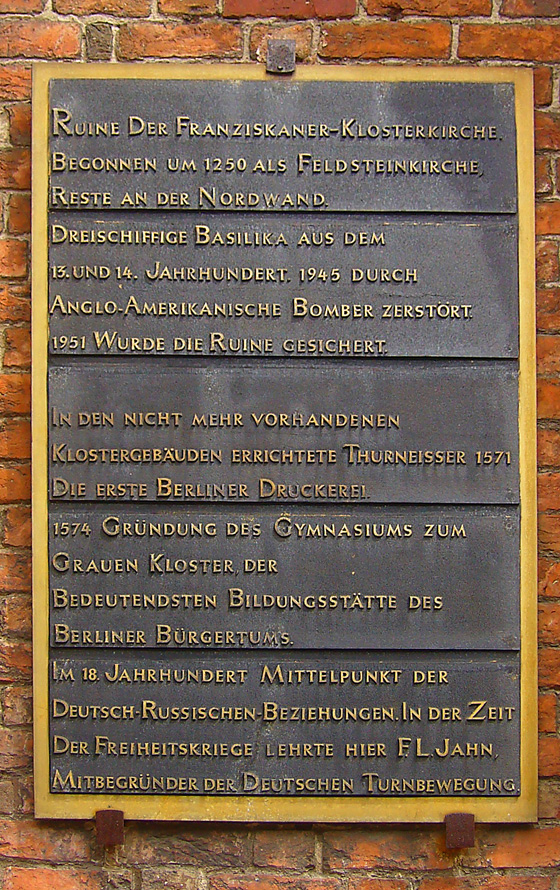 RUINE DER FRANZISKANER-KLOSTERKIRCHE.
BEGONNEN UM 1250 ALS FELDSTEINKIRCHE,
RESTE AN DER NORDWAND.
DREISCHIFFIGE BASILIKA AUS DEM
13. UND 14. JAHRHUNDERT. 1945 DURCH
ANGLO-AMERIKANISCHE BOMBER ZERSTÖRT.
1951 WURDE DIE RUINE GESICHERT.
IN DEN NICHT MEHR VORHANDENEN
KLOSTERGEBÄUDEN ERRICHTETE THURNEISSER 1571
DIE ERSTE BERLINER DRUCKEREI.
1574 GRÜNDUNG DES GYMNASIUMS ZUM
GRAUEN KLOSTER, DER
BEDEUTENDSTEN BILDUNGSSTÄTTE DES
BERLINER BÜRGERTUMS.
IM 18. JAHRHUNDERT MITTELPUNKT DER
DEUTSCH-RUSSISCHEN-BEZIEHUNGEN. IN DER ZEIT
DER FREIHEITSKRIEGE LEHRTE HIER F.L. JAHN,
MITBEGRÜNDER DER DEUTSCHEN TURNBEWEGUNG